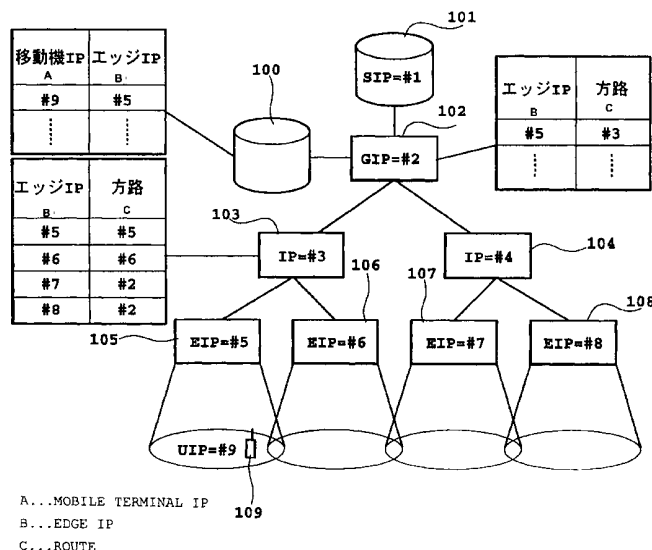 101
移動機IP エッジIP
A B
#9 #5
SIP=#1
100
102
エッジIP 方路
B C
#5 #3
GIP=#2
エッジIP 方路
B C
#5 #5
#6 #6
#7 #2
#8 #2
103
IP=#3
IP=#4
104
106
107
108
105
EIP=#5
EIP=#6
EIP=#7
EIP=#8
UIP=#9
109
A...MOBILE TERMINAL IP
B...EDGE IP
C...ROUTE